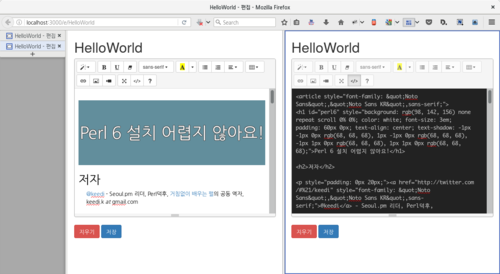 HelloWorld - 편집 - Mozilla Firefox
localhost:3000/e/HelloWorld
Search
HelloWorld - 편집
HelloWorld - 편집
HelloWorld
B U
sans-serif
A
Perl 6 설치 어렵지 않아요!
저자
@keedi - Seoul.pm 리더, Perl덕후, 거침없이 배우는 펄의 공동 역자,
keedi.k at gmail.com
지우기 저장
HelloWorld
B U
sans-serif
A
<article style="font-family: &quot;Noto
Sans&quot;,&quot;Noto Sans KR&quot;,sans-serif;">
<h1 id="perl6" style="background: rgb(98, 142, 156) none
repeat scroll 0% 0%; color: white; font-size: 3em;
padding: 60px 0px; text-align: center; text-shadow: -1px
-1px 0px rgb(68, 68, 68), 1px -1px 0px rgb(68, 68, 68),
-1px 1px 0px rgb(68, 68, 68), 1px 1px 0px rgb(68, 68,
68);">Perl 6 설치 어렵지 않아요!</h1>
<h2>저자</h2>
<p style="padding: 0px 20px;"><a href="http://twitter.com
/#%21/keedi" style="font-family: &quot;Noto
Sans&quot;,&quot;Noto Sans KR&quot;,sans-
serif;">@keedi</a> - Seoul.pm 리더, Perl덕후,
지우기 저장